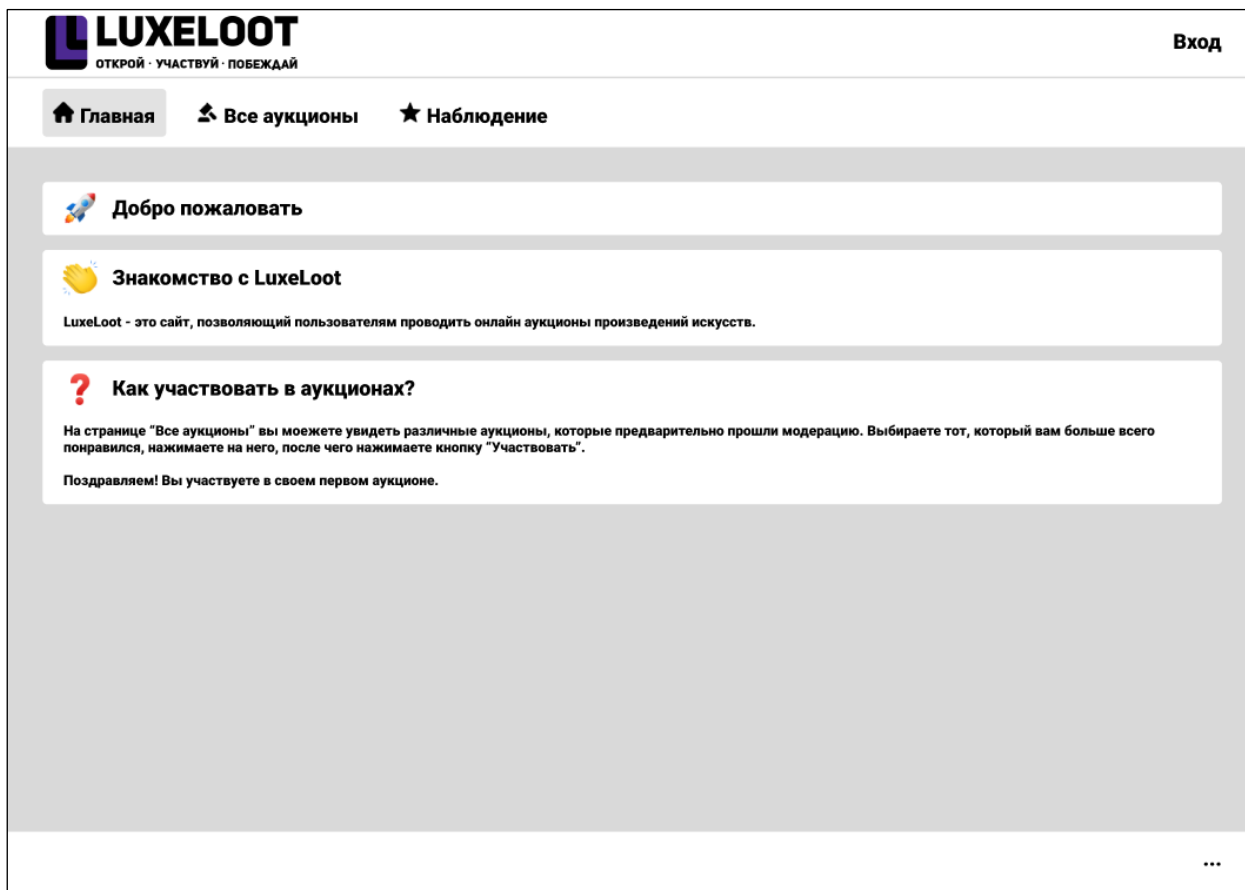 LUXELOOT
ОТКРОЙ · УЧАСТВУЙ · ПОБЕЖДАЙ
Вход
Главная
Все аукционы
Наблюдение
Добро пожаловать
Знакомство с LuxeLoot
LuxeLoot - это сайт, позволяющий пользователям проводить онлайн аукционы произведений искусств.
Как участвовать в аукционах?
На странице “Все аукционы” вы моежете увидеть различные аукционы, которые предварительно прошли модерацию. Выбираете тот, который вам больше всего
понравился, нажимаете на него, после чего нажимаете кнопку “Участвовать”.
Поздравляем! Вы участвуете в своем первом аукционе.
...